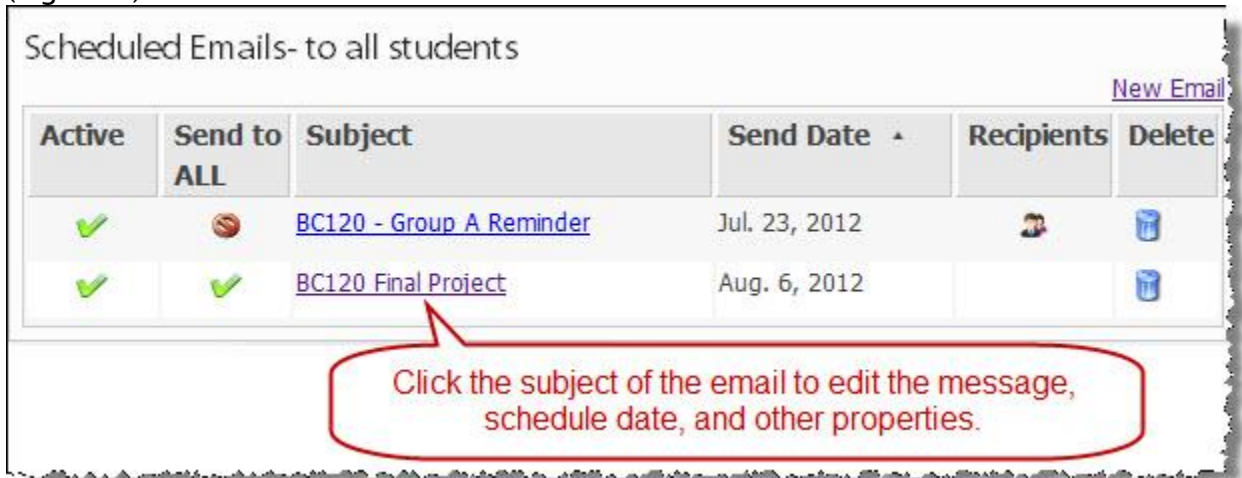 Scheduled Emails- to all students
New Email
Active Send to ALL Subject Send Date Recipients Delete
BC120 - Group A Reminder Jul. 23, 2012
BC120 Final Project Aug. 6, 2012
Click the subject of the email to edit the message,
schedule date, and other properties.